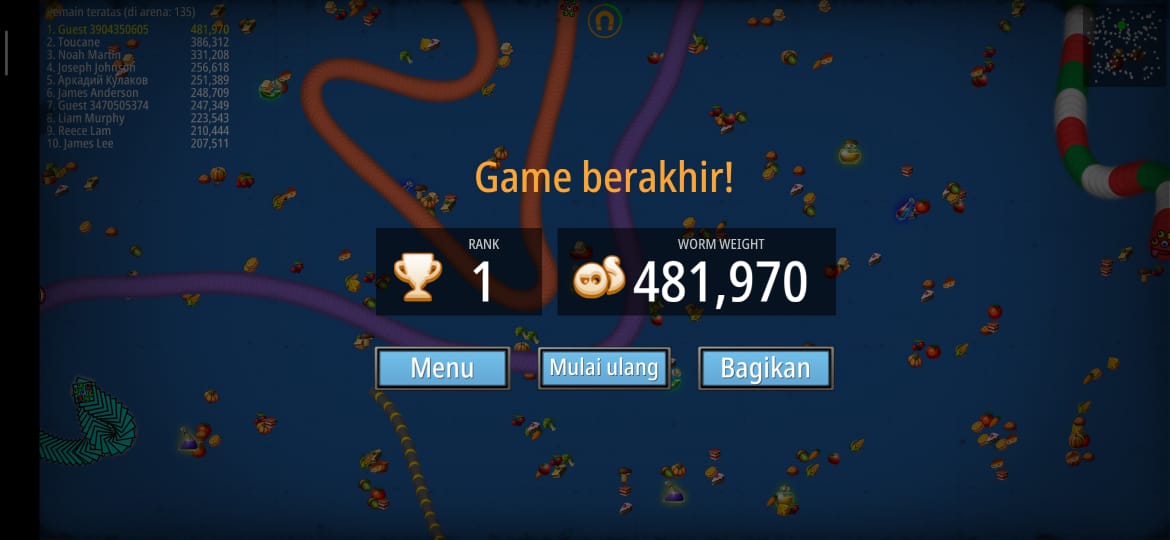 Pemain teratas (di arena: 135)
1. Guest 3904350605 481,970
2. Toucane 386,312
3. Noah Martin 331,208
4. Joseph Johnson 256,618
5. Аркадий Кулаков 251,389
6. James Anderson 248,709
7. Guest 3470505374 247,349
8. Liam Murphy 223,543
9. Reece Lam 210,444
10. James Lee 207,511
Game berakhir!
RANK
1
WORM WEIGHT
481,970
Menu
Mulai ulang
Bagikan